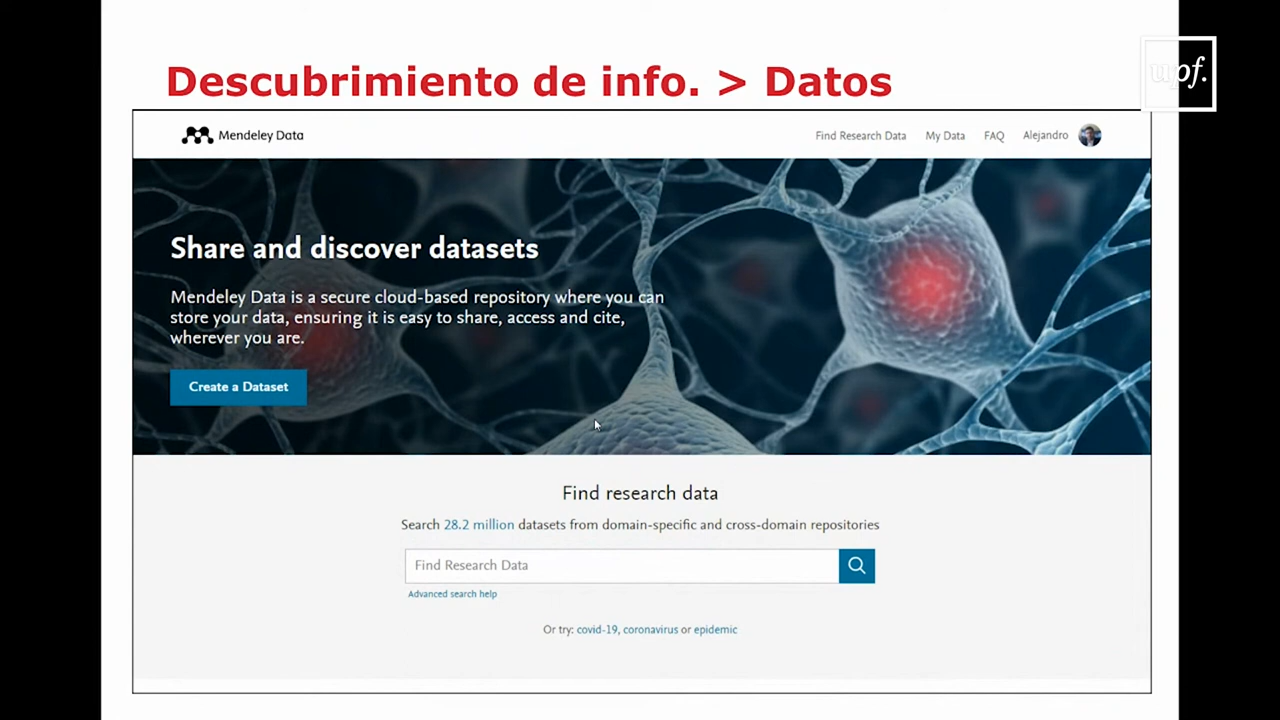 Descubrimiento de info. > Datos
upf.
Mendeley Data
Find Research Data My Data FAQ Alejandro
Share and discover datasets
Mendeley Data is a secure cloud-based repository where you can
store your data, ensuring it is easy to share, access and cite,
wherever you are.
Create a Dataset
Find research data
Search 28.2 million datasets from domain-specific and cross-domain repositories
Find Research Data
Advanced search help
Or try: covid-19, coronavirus or epidemic